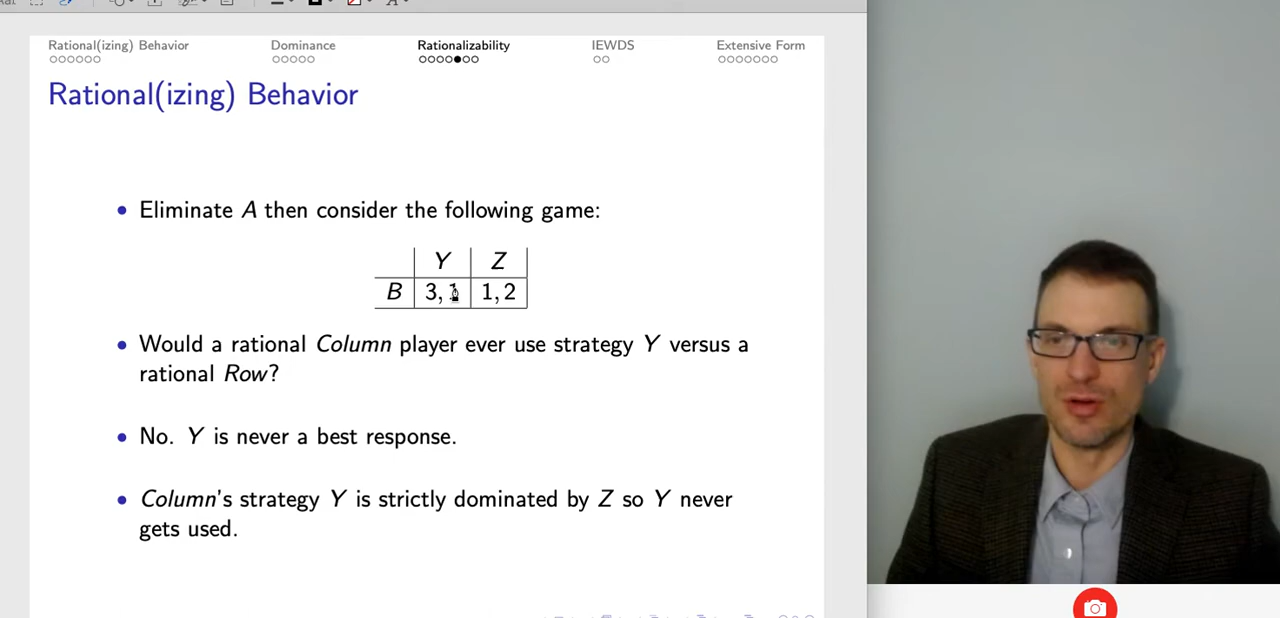 Rational(izing) Behavior Dominance Rationalizability IEWDS Extensive Form
Rational(izing) Behavior
• Eliminate A then consider the following game:
Y Z
B 3, 1 1, 2
• Would a rational Column player ever use strategy Y versus a
rational Row?
• No. Y is never a best response.
• Column's strategy Y is strictly dominated by Z so Y never
gets used.